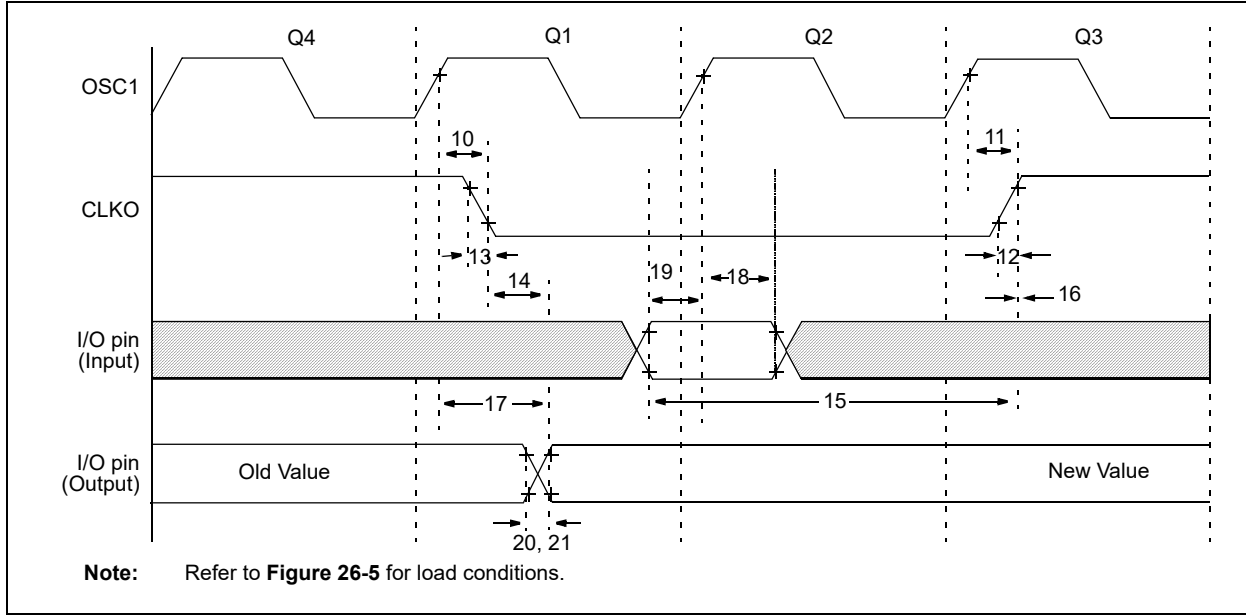 Q4
Q1
Q2
Q3
OSC1
10
11
CLKO
13
12
14
19
18
16
I/O pin
(Input)
17
15
I/O pin
(Output)
Old Value
New Value
20, 21
Note: Refer to Figure 26-5 for load conditions.